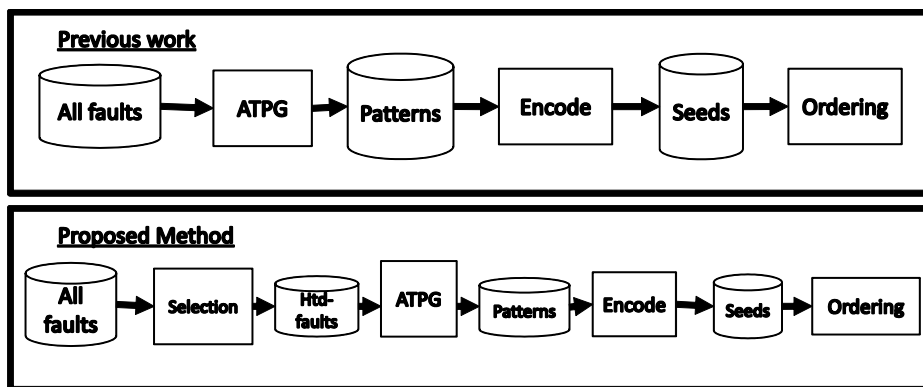 Previous work
All faults
ATPG
Patterns
Encode
Seeds
Ordering
Proposed Method
All
faults
Selection
Htd-
faults
ATPG
Patterns
Encode
Seeds
Ordering